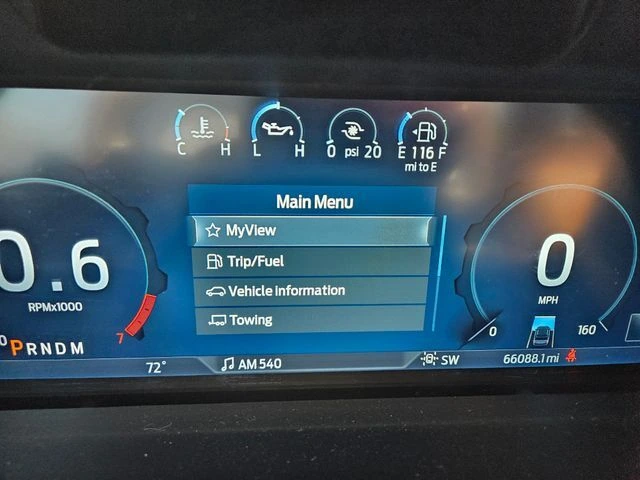 C H
L H
0 psi 20
E 116 F
mi to E
Main Menu
MyView
Trip/Fuel
Vehicle Information
Towing
0.6
RPMx1000
7
PRNDM
0
MPH
0 160
72°
AM 540
SW
66088.1 mi